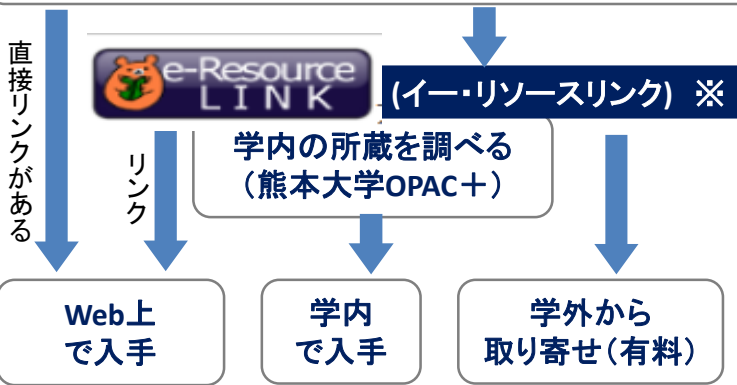 直接リンクがある
e-Resource
LINK
(イー・リソースリンク) ※
リンク
学内の所蔵を調べる
(熊本大学OPAC＋)
Web上
で入手
学内
で入手
学外から
取り寄せ(有料)